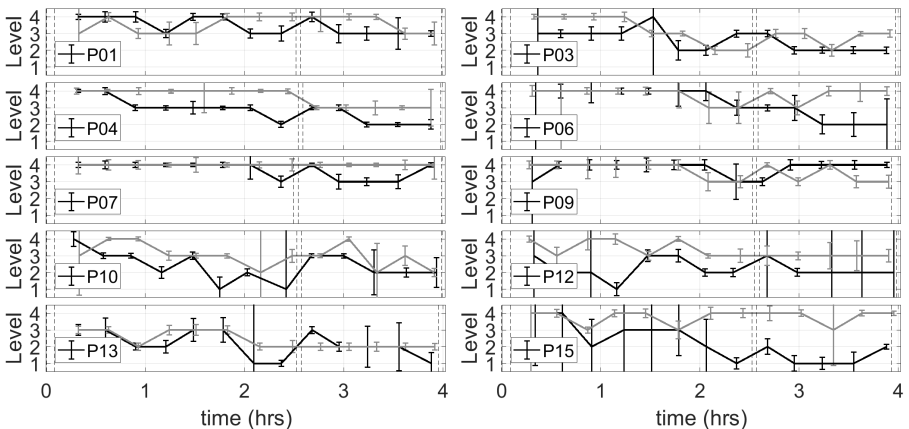 Level 4 3 2 1 P01
Level 4 3 2 1 P03
Level 4 3 2 1 P04
Level 4 3 2 1 P06
Level 4 3 2 1 P07
Level 4 3 2 1 P09
Level 4 3 2 1 P10
Level 4 3 2 1 P12
Level 4 3 2 1 P13
Level 4 3 2 1 P15
0 1 2 3 4
0 1 2 3 4
time (hrs)
time (hrs)